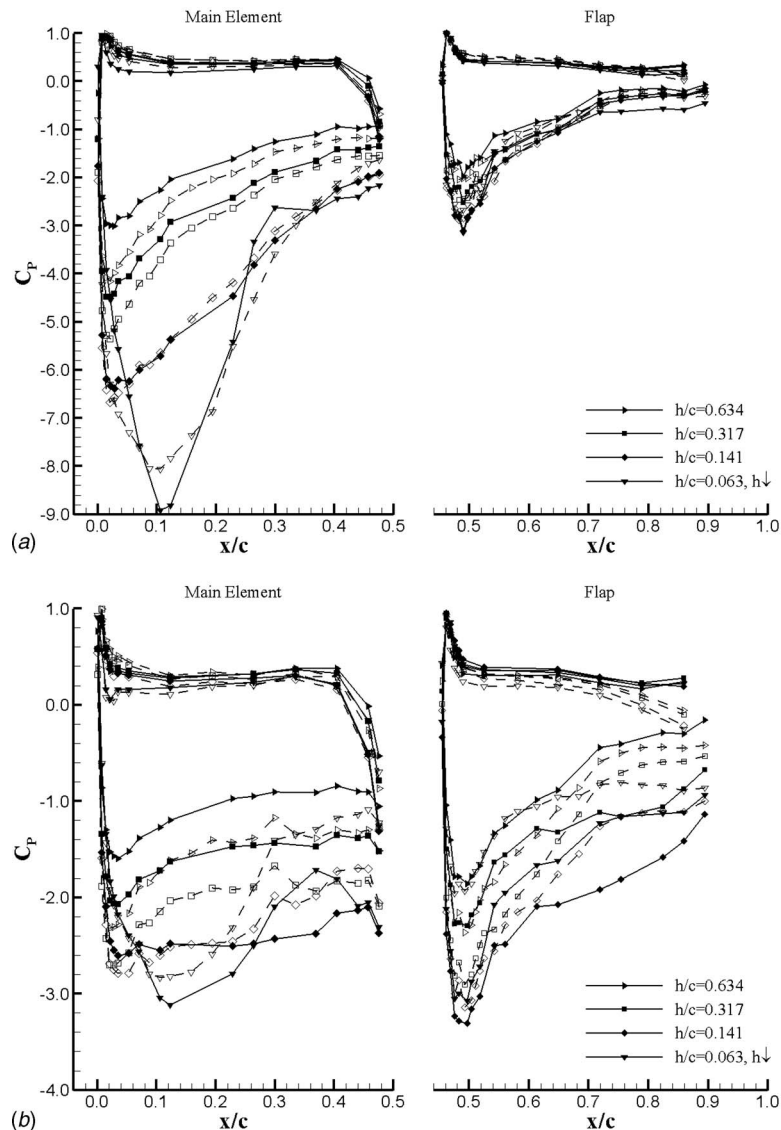 Main Element
Flap
(a)
1.0
0.0
-1.0
-2.0
-3.0
-4.0
-5.0
-6.0
-7.0
-8.0
-9.0
CP
0.0 0.1 0.2 0.3 0.4 0.5
x/c
0.5 0.6 0.7 0.8 0.9 1.0
x/c
h/c=0.634
h/c=0.317
h/c=0.141
h/c=0.063, h↓
Main Element
Flap
(b)
1.0
0.0
-1.0
-2.0
-3.0
-4.0
CP
0.0 0.1 0.2 0.3 0.4 0.5
x/c
0.5 0.6 0.7 0.8 0.9 1.0
x/c
h/c=0.634
h/c=0.317
h/c=0.141
h/c=0.063, h↓